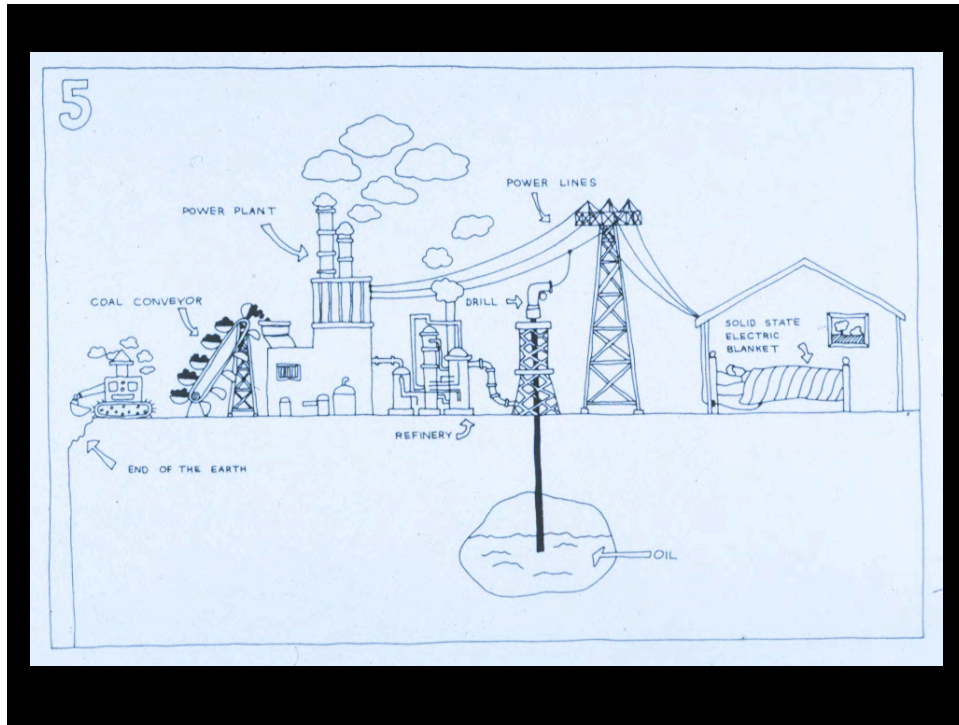 5
POWER LINES
POWER PLANT
COAL CONVEYOR
DRILL
SOLID STATE
ELECTRIC
BLANKET
REFINERY
END OF THE EARTH
OIL